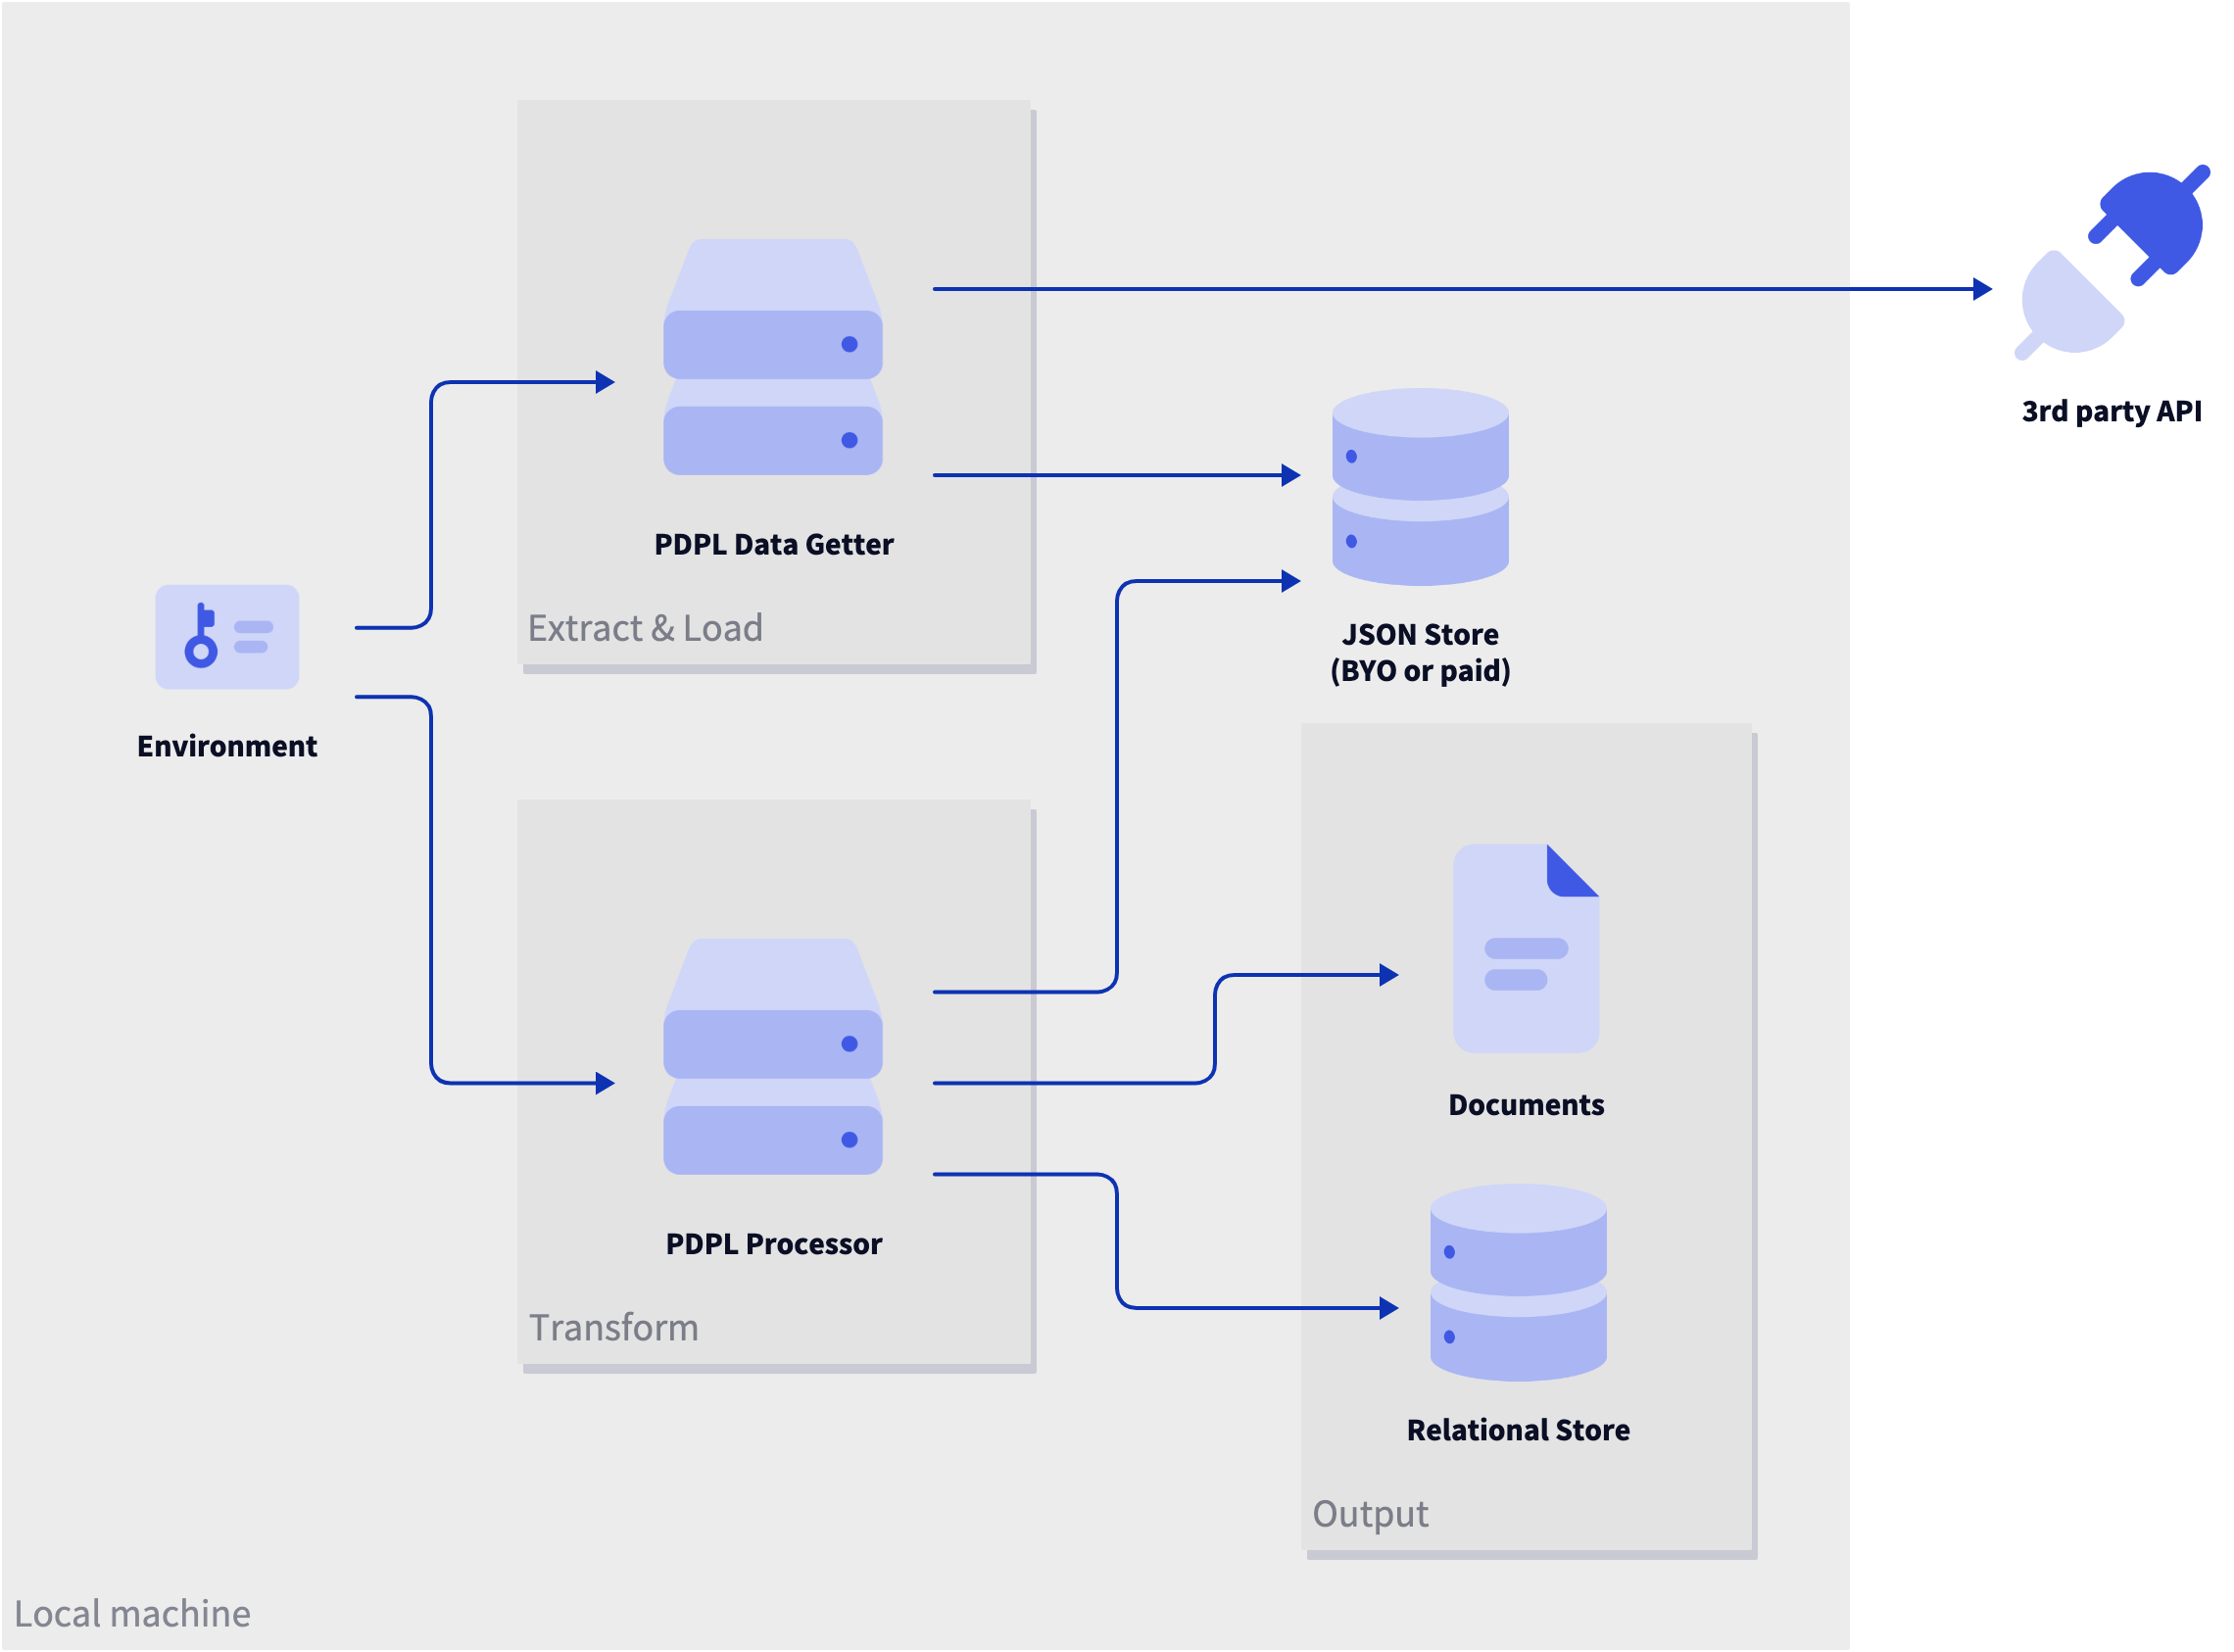 3rd party API
PDPL Data Getter
Extract & Load
JSON Store
(BYO or paid)
Environment
Documents
PDPL Processor
Transform
Relational Store
Output
Local machine